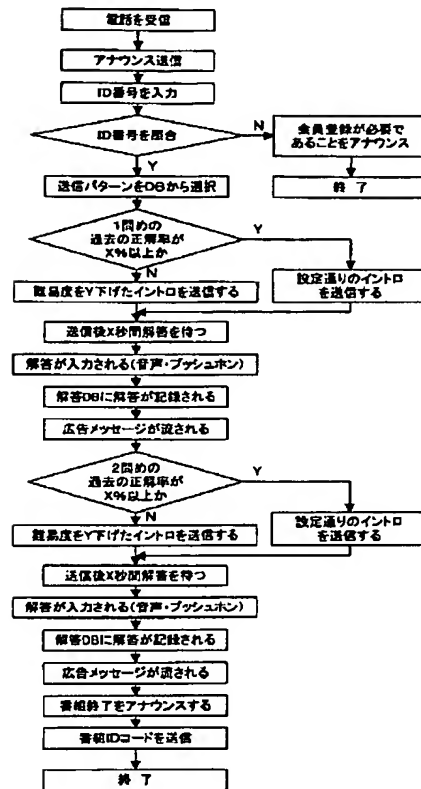 電話を受信
アナウンス送信
ID番号を入力
ID番号を照合
N
会員登録が必要で
あることをアナウンス
終 了
Y
送信パターンをDBから選択
1問めの
過去の正解率が
X%以上か
Y
N
難易度をY下げたイントロを送信する
設定通りのイントロ
を送信する
送信後X秒間解答を待つ
解答が入力される(音声・プッシュホン)
解答DBに解答が記録される
広告メッセージが流される
2問めの
過去の正解率が
X%以上か
Y
N
難易度をY下げたイントロを送信する
設定通りのイントロ
を送信する
送信後X秒間解答を待つ
解答が入力される(音声・プッシュホン)
解答DBに解答が記録される
広告メッセージが流される
番組終了をアナウンスする
番組IDコードを送信
終 了